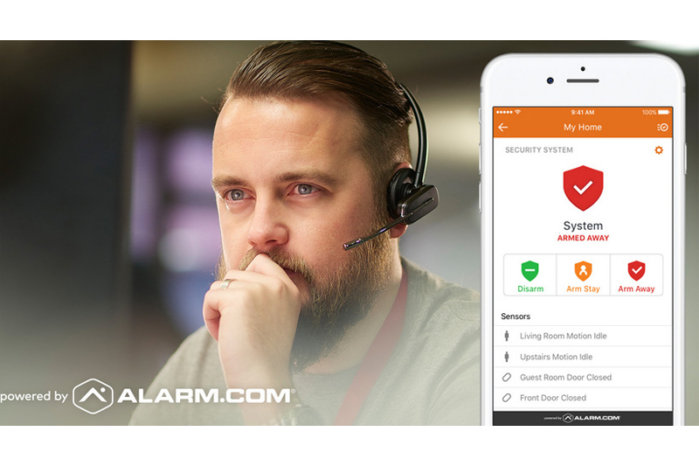 powered by ALARM.COM
9:41 AM 100%
My Home
SECURITY SYSTEM
System
ARMED AWAY
Disarm Arm Stay Arm Away
Sensors
Living Room Motion Idle
Upstairs Motion Idle
Guest Room Door Closed
Front Door Closed
powered by ALARM.COM